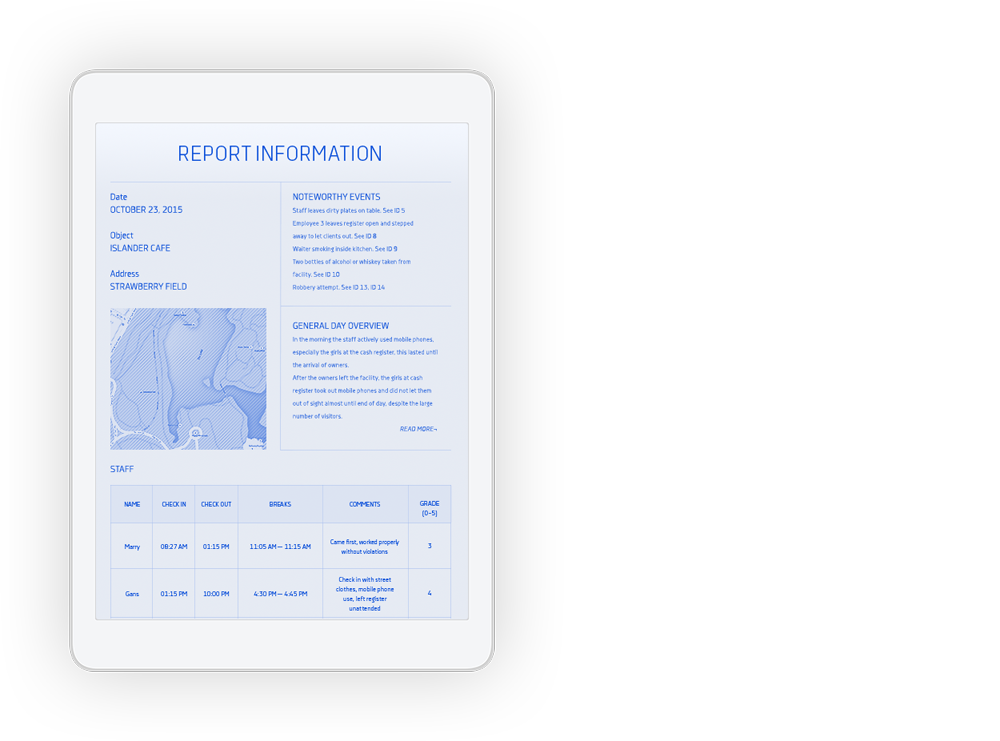 REPORT INFORMATION
Date
OCTOBER 23, 2015
Object
ISLANDER CAFE
Address
STRAWBERRY FIELD
NOTEWORTHY EVENTS
Staff leaves dirty plates on table. See ID 5
Employee 3 leaves register open and stepped
away to let clients out. See ID 8
Waiter smoking inside kitchen. See ID 9
Two bottles of alcohol or whiskey taken from
facility. See ID 10
Robbery attempt. See ID 13, ID 14
GENERAL DAY OVERVIEW
In the morning the staff actively used mobile phones,
especially the girls at the cash register, this lasted until
the arrival of owners.
After the owners left the facility, the girls at cash
register took out mobile phones and did not let them
out of sight almost until end of day, despite the large
number of visitors.
READ MORE¬
STAFF
NAME CHECK IN CHECK OUT BREAKS COMMENTS GRADE
(0–5)
Marry 08:27 AM 01:15 PM 11:05 AM — 11:15 AM Came first, worked properly
without violations 3
Gans 01:15 PM 10:00 PM 4:30 PM — 4:45 PM Check in with street
clothes, mobile phone
use, left register
unattended 4